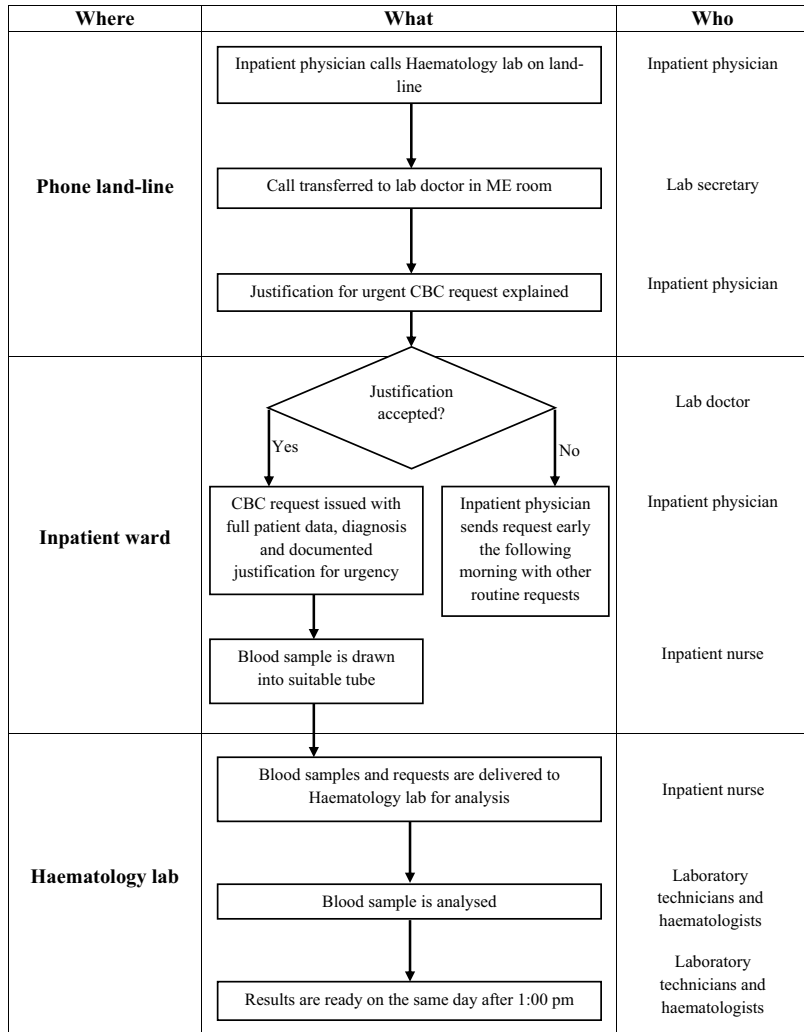 Where
What
Who
Phone land-line
Inpatient physician calls Haematology lab on land-
line
Inpatient physician
Call transferred to lab doctor in ME room
Lab secretary
Justification for urgent CBC request explained
Inpatient physician
Inpatient ward
Justification
accepted?
Lab doctor
Yes
No
CBC request issued with
full patient data, diagnosis
and documented
justification for urgency
Inpatient physician
sends request early
the following
morning with other
routine requests
Inpatient physician
Blood sample is drawn
into suitable tube
Inpatient nurse
Haematology lab
Blood samples and requests are delivered to
Haematology lab for analysis
Inpatient nurse
Blood sample is analysed
Laboratory
technicians and
haematologists
Results are ready on the same day after 1:00 pm
Laboratory
technicians and
haematologists